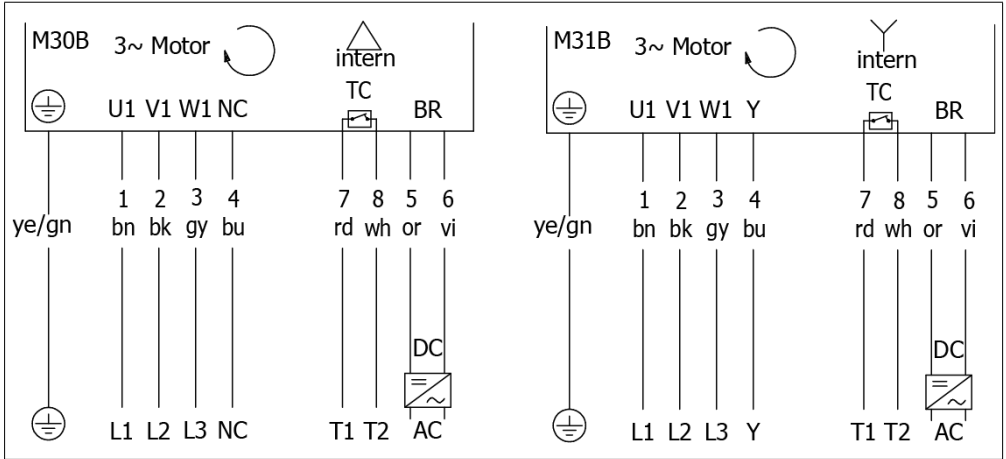 M30B 3~ Motor
intern
TC
U1 V1 W1 NC BR
1 2 3 4 7 8 5 6
ye/gn bn bk gy bu rd wh or vi
DC
L1 L2 L3 NC T1 T2 AC
M31B 3~ Motor
intern
TC
U1 V1 W1 Y BR
1 2 3 4 7 8 5 6
ye/gn bn bk gy bu rd wh or vi
DC
L1 L2 L3 Y T1 T2 AC